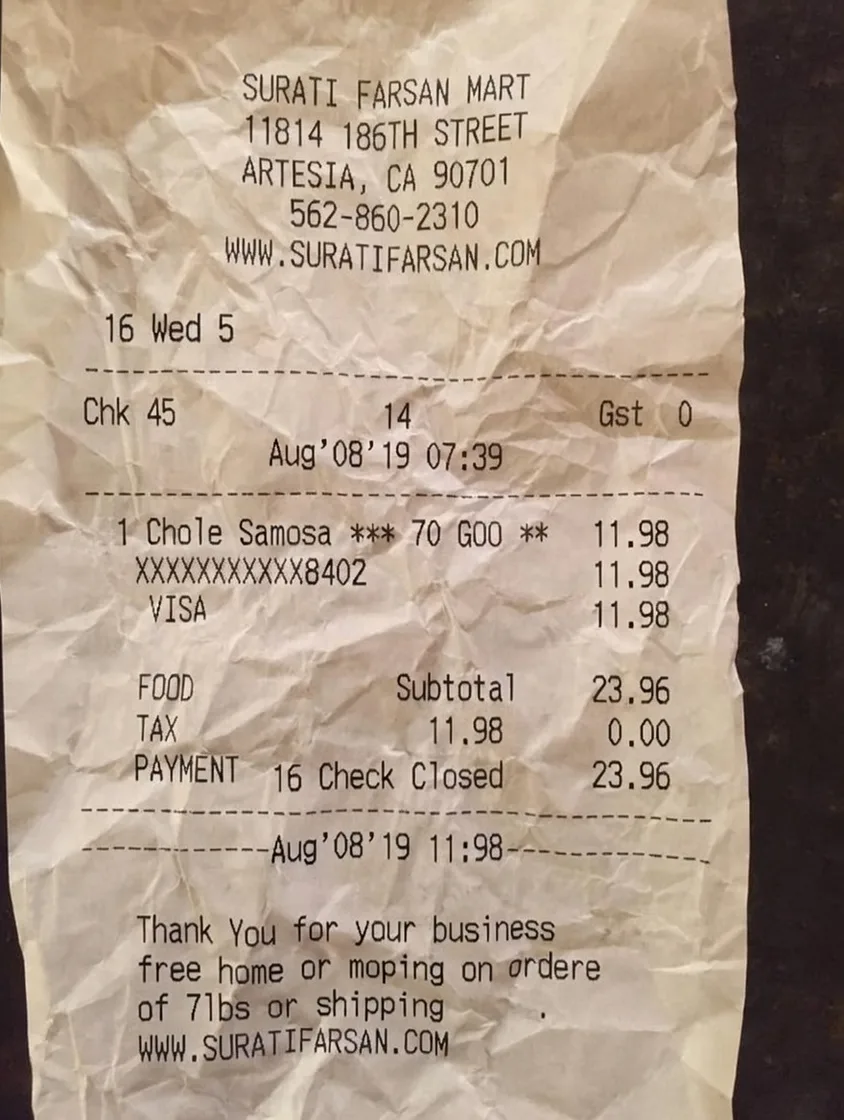 SURATI FARSAN MART
11814 186TH STREET
ARTESIA, CA 90701
562-860-2310
WWW.SURATIFARSAN.COM
16 Wed 5
Chk 45 14 Gst 0
Aug'08'19 07:39
1 Chole Samosa *** 70 GOO ** 11.98
XXXXXXXXXXX8402 11.98
VISA 11.98
FOOD Subtotal 23.96
TAX 11.98 0.00
PAYMENT 16 Check Closed 23.96
----------Aug'08'19 11:98-----------
Thank You for your business
free home or moping on ordere
of 7lbs or shipping .
WWW.SURATIFARSAN.COM